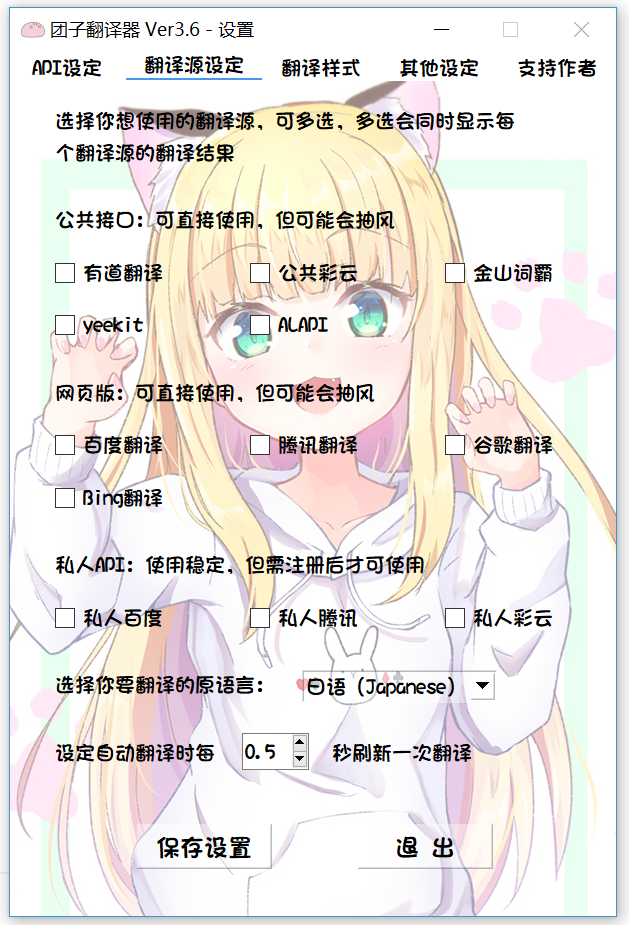 团子翻译器 Ver3.6 - 设置
API设定 翻译源设定 翻译样式 其他设定 支持作者
选择你想使用的翻译源，可多选，多选会同时显示每
个翻译源的翻译结果
公共接口：可直接使用，但可能会抽风
有道翻译 公共彩云 金山词霸
yeekit ALAPI
网页版：可直接使用，但可能会抽风
百度翻译 腾讯翻译 谷歌翻译
Bing翻译
私人API：使用稳定，但需注册后才可使用
私人百度 私人腾讯 私人彩云
选择你要翻译的原语言： 日语（Japanese）
设定自动翻译时每 0.5 秒刷新一次翻译
保存设置 退 出